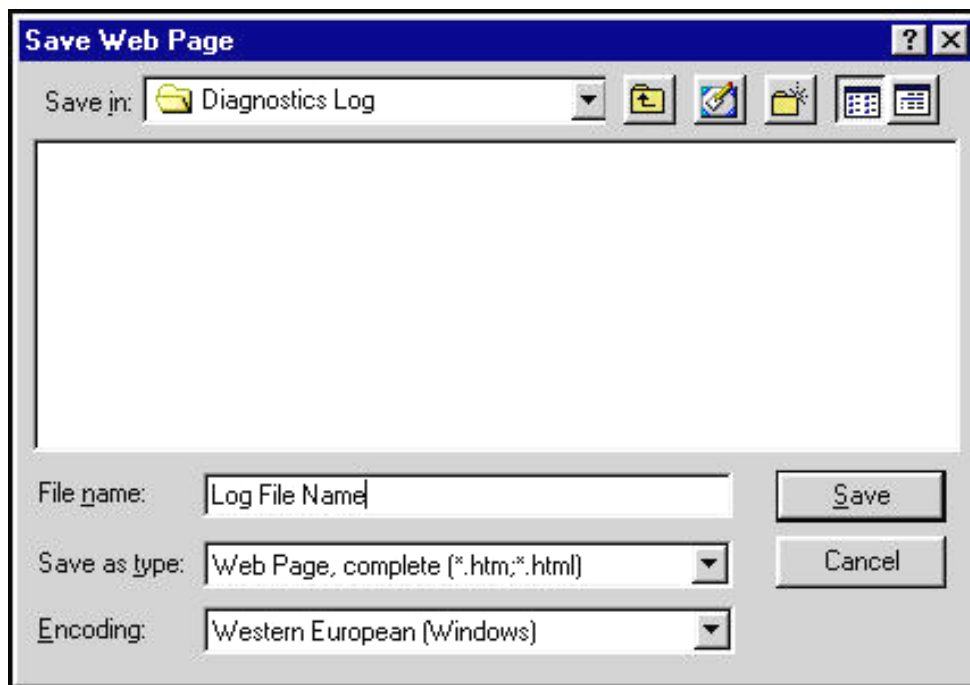 Save Web Page
Save in: Diagnostics Log
File name: Log File Name Save
Save as type: Web Page, complete (*.htm;*.html) Cancel
Encoding: Western European (Windows)